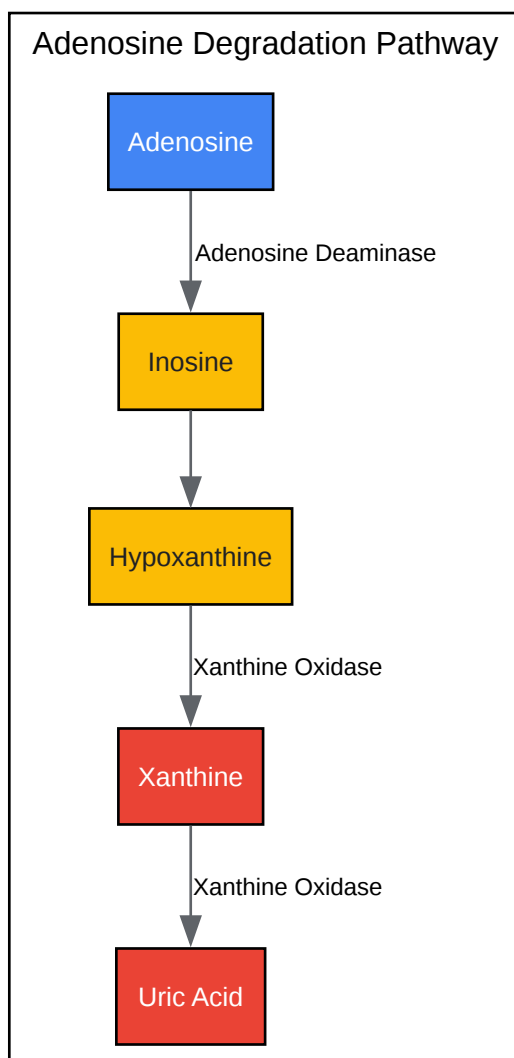 Adenosine Degradation Pathway
Adenosine
Adenosine Deaminase
Inosine
Hypoxanthine
Xanthine Oxidase
Xanthine
Xanthine Oxidase
Uric Acid